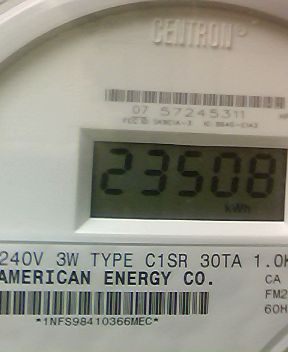 CENTRON®
07 57245311
23508
kWh
240V 3W TYPE C1SR 30TA 1.0K
AMERICAN ENERGY CO.
CA
FM2
60H
*1NFS98410366MEC*